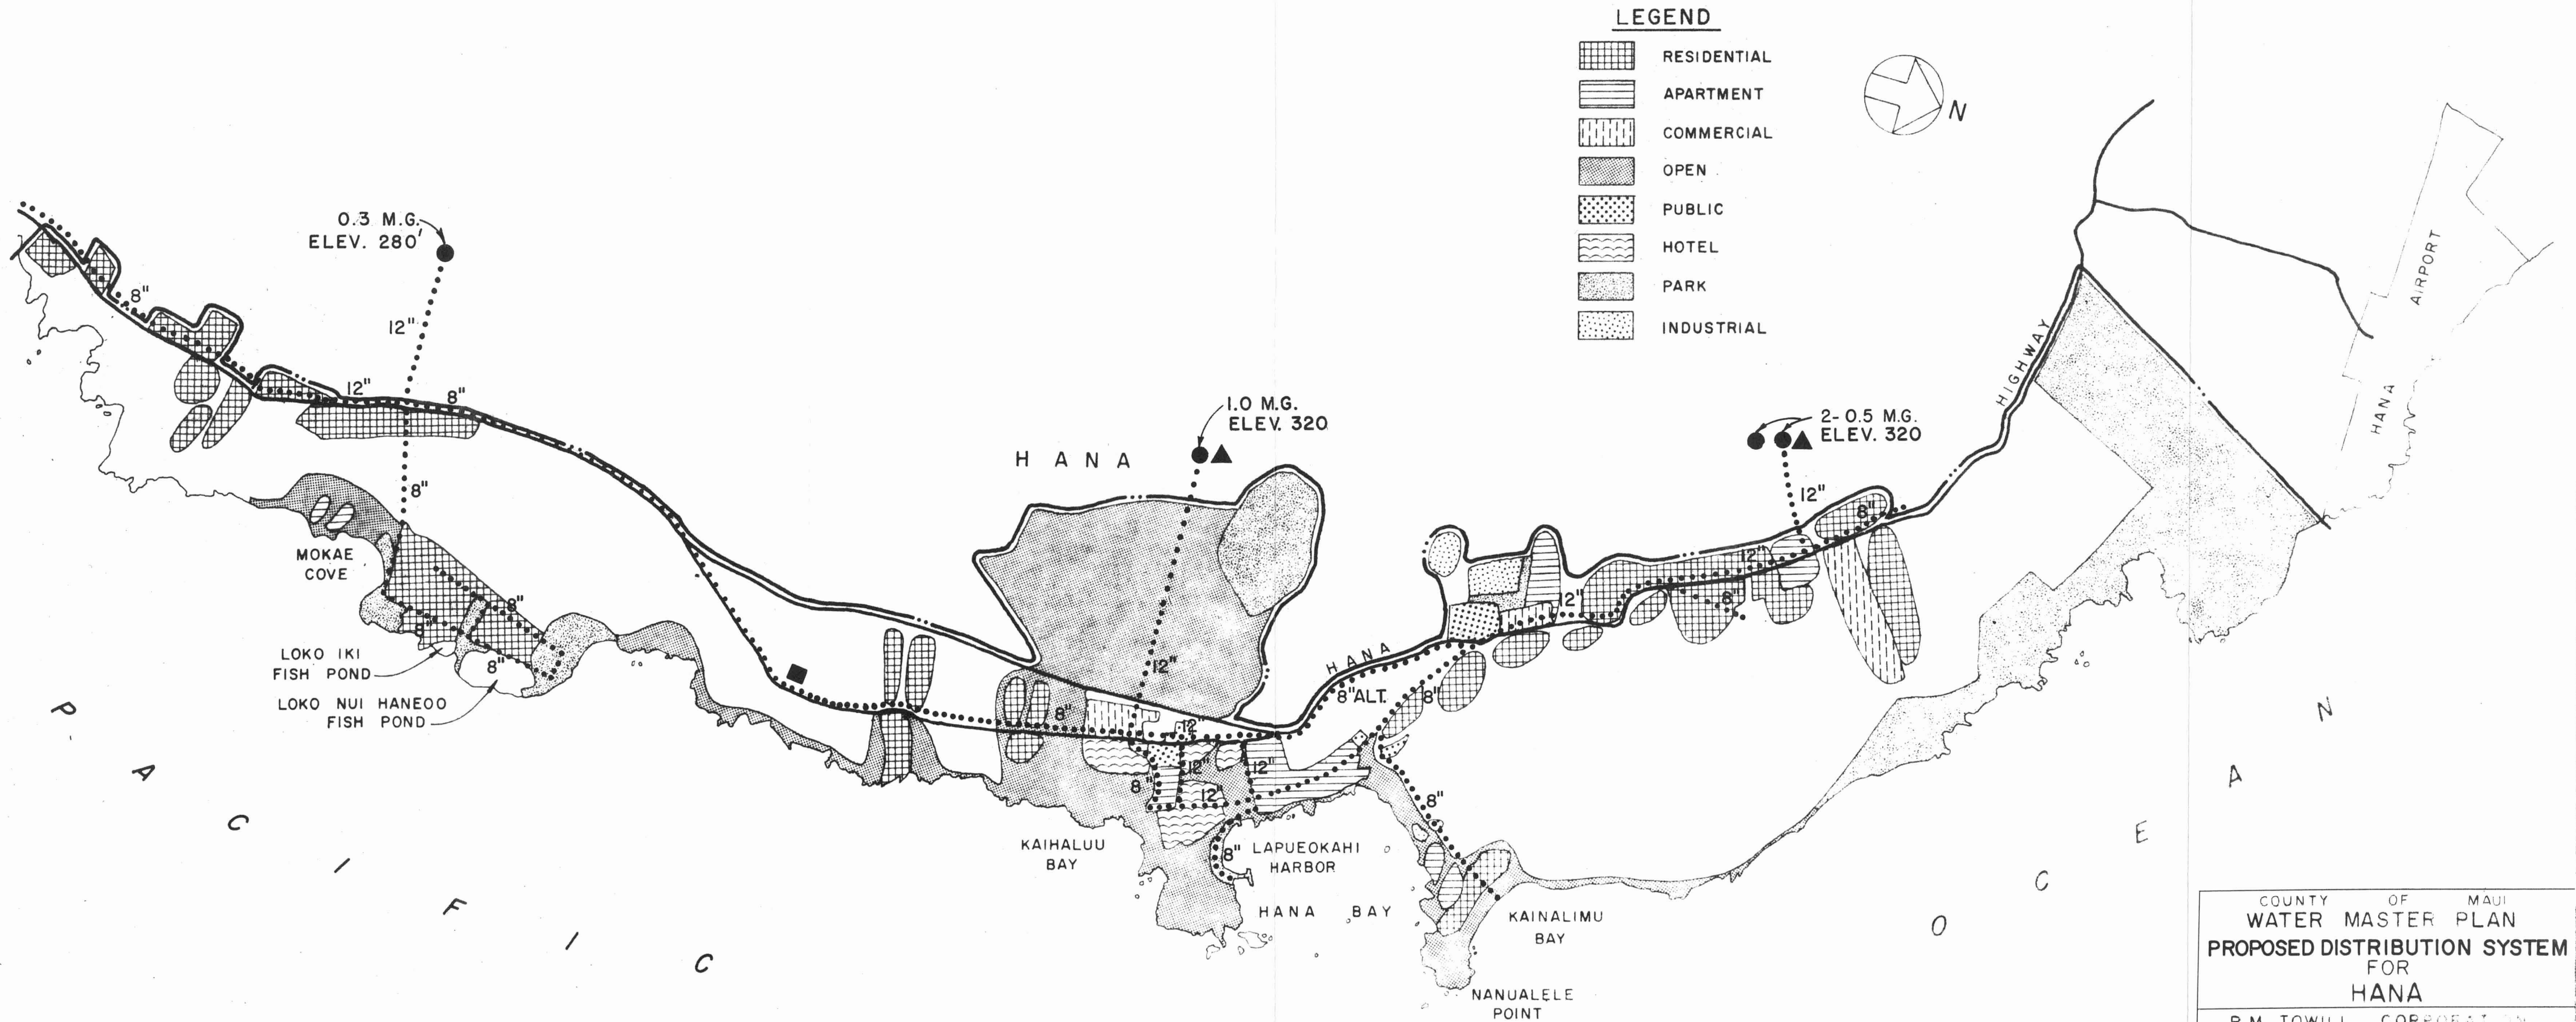 LEGEND
RESIDENTIAL
APARTMENT
COMMERCIAL
OPEN
PUBLIC
HOTEL
PARK
INDUSTRIAL
N
0.3 M.G.
ELEV. 280'
8"
12"
12"
8"
8"
MOKAE
COVE
8"
8"
8"
LOKO IKI
FISH POND
LOKO NUI HANEOO
FISH POND
HANA
1.0 M.G.
ELEV. 320
12"
8"
12"
12"
12"
8"
12"
8"
KAIHALUU
BAY
LAPUEOKAHI
HARBOR
HANA BAY
HANA
8" ALT.
8"
8"
KAINALIMU
BAY
NANUALELE
POINT
2-0.5 M.G.
ELEV. 320
12"
8"
12"
8"
12"
HIGHWAY
HANA AIRPORT
PACIFIC
OCEAN
COUNTY OF MAUI
WATER MASTER PLAN
PROPOSED DISTRIBUTION SYSTEM
FOR
HANA
R.M. TOWILL CORPORATION